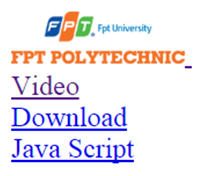 FPT Fpt University
FPT POLYTECHNIC
Video
Download
Java Script